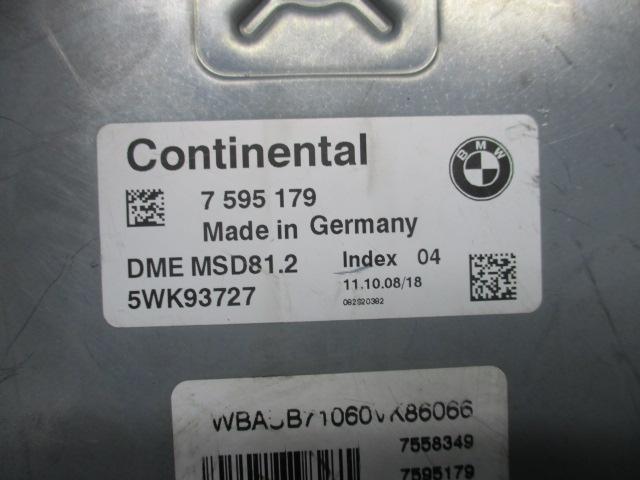 Continental
BMW
7 595 179
Made in Germany
DME MSD81.2 Index 04
5WK93727 11.10.08/18
7558349
7595179